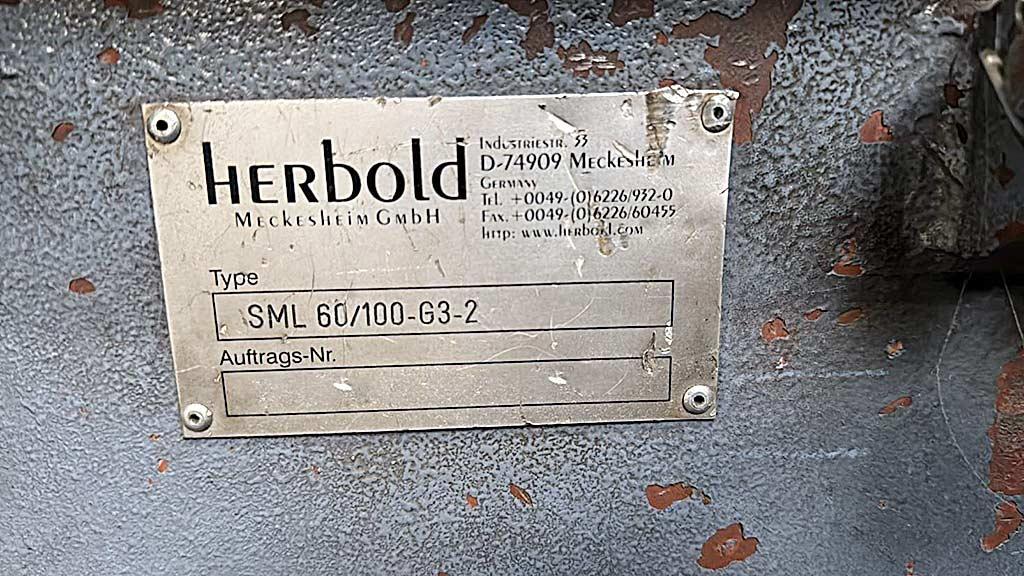 HERbold
MECKESHEIM GMBH
INDUSTRIESTR. 33
D-74909 MECKESHEIM
GERMANY
TEL. +0049-(0)6226/932-0
FAX. +0049-(0)6226/60455
http: www.herbold.com
Type
SML 60/100-G3-2
Auftrags-Nr.